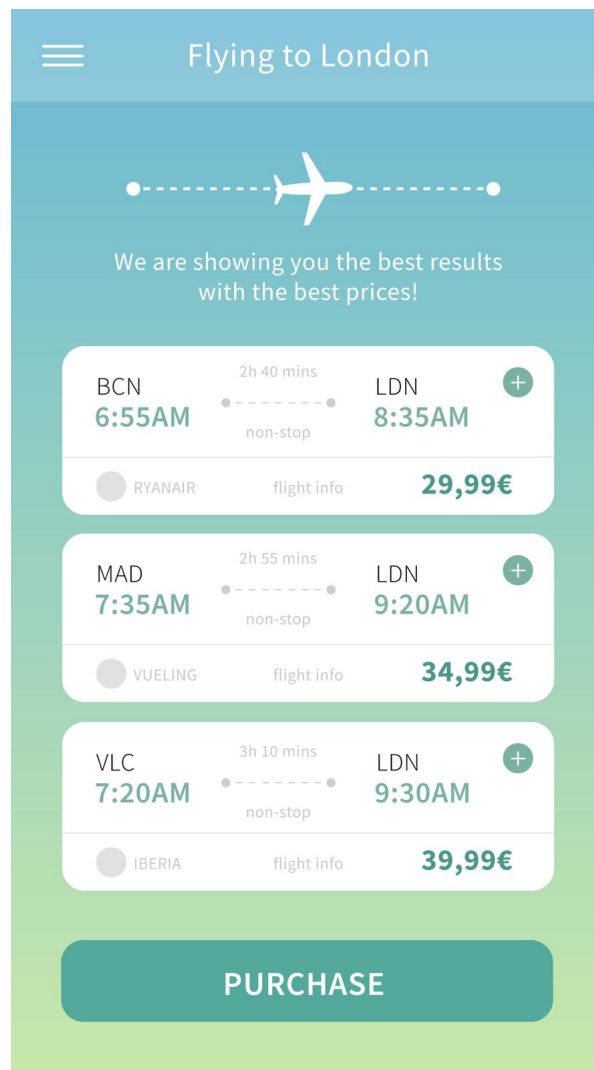 Flying to London
We are showing you the best results
with the best prices!
BCN 2h 40 mins LDN +
6:55AM non-stop 8:35AM
RYANAIR flight info 29,99€
MAD 2h 55 mins LDN +
7:35AM non-stop 9:20AM
VUELING flight info 34,99€
VLC 3h 10 mins LDN +
7:20AM non-stop 9:30AM
IBERIA flight info 39,99€
PURCHASE